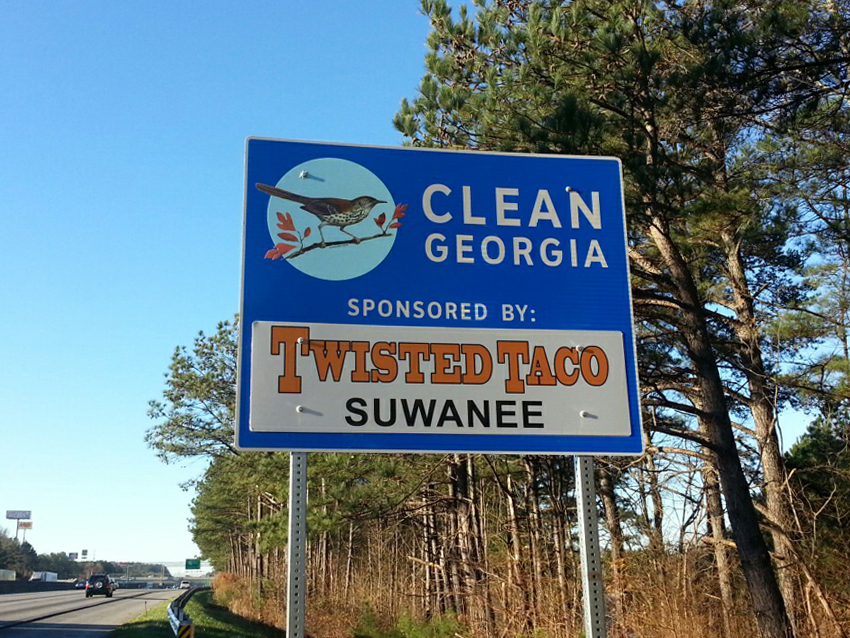 CLEAN
GEORGIA
SPONSORED BY:
TWISTED TACO
SUWANEE